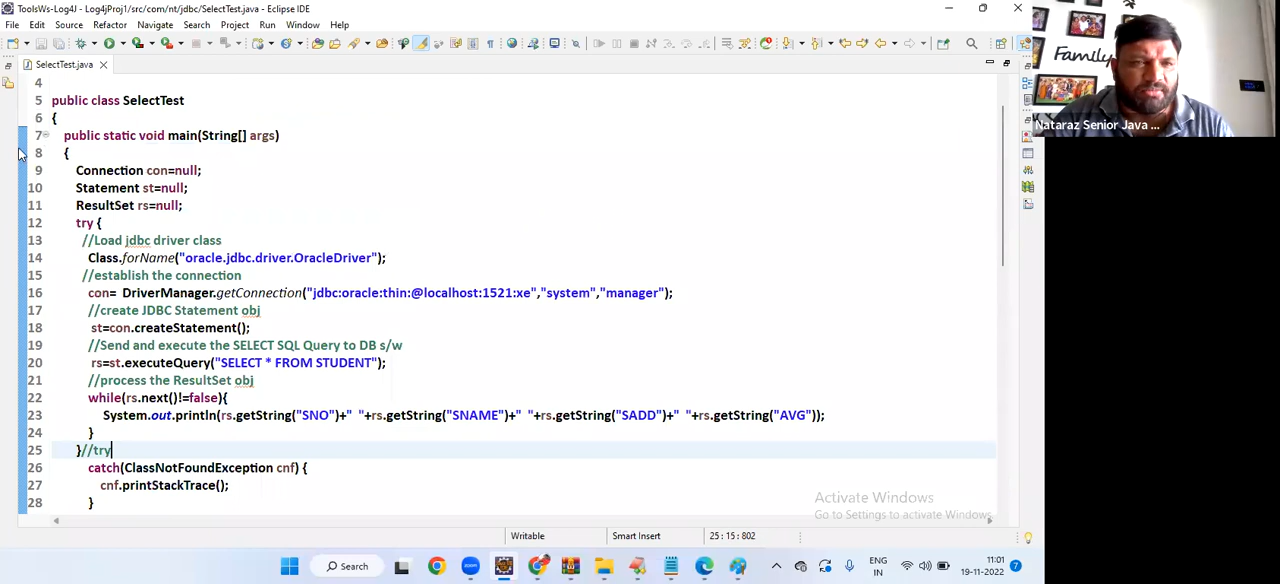 ToolsWs-Log4J - Log4jProj1/src/com/nt/jdbc/SelectTest.java - Eclipse IDE
File Edit Source Refactor Navigate Search Project Run Window Help
SelectTest.java
4
5 public class SelectTest
6 {
7 public static void main(String[] args)
8 {
9 Connection con=null;
10 Statement st=null;
11 ResultSet rs=null;
12 try {
13 //Load jdbc driver class
14 Class.forName("oracle.jdbc.driver.OracleDriver");
15 //establish the connection
16 con= DriverManager.getConnection("jdbc:oracle:thin:@localhost:1521:xe","system","manager");
17 //create JDBC Statement obj
18 st=con.createStatement();
19 //Send and execute the SELECT SQL Query to DB s/w
20 rs=st.executeQuery("SELECT * FROM STUDENT");
21 //process the ResultSet obj
22 while(rs.next()!=false){
23 System.out.println(rs.getString("SNO")+" "+rs.getString("SNAME")+" "+rs.getString("SADD")+" "+rs.getString("AVG"));
24 }
25 }//try
26 catch(ClassNotFoundException cnf) {
27 cnf.printStackTrace();
28 }
Family
Nataraz Senior Java ...
Activate Windows
Go to Settings to activate Windows.
Writable Smart Insert 25 : 15 : 802
Search
ENG
IN
11:01
19-11-2022
7